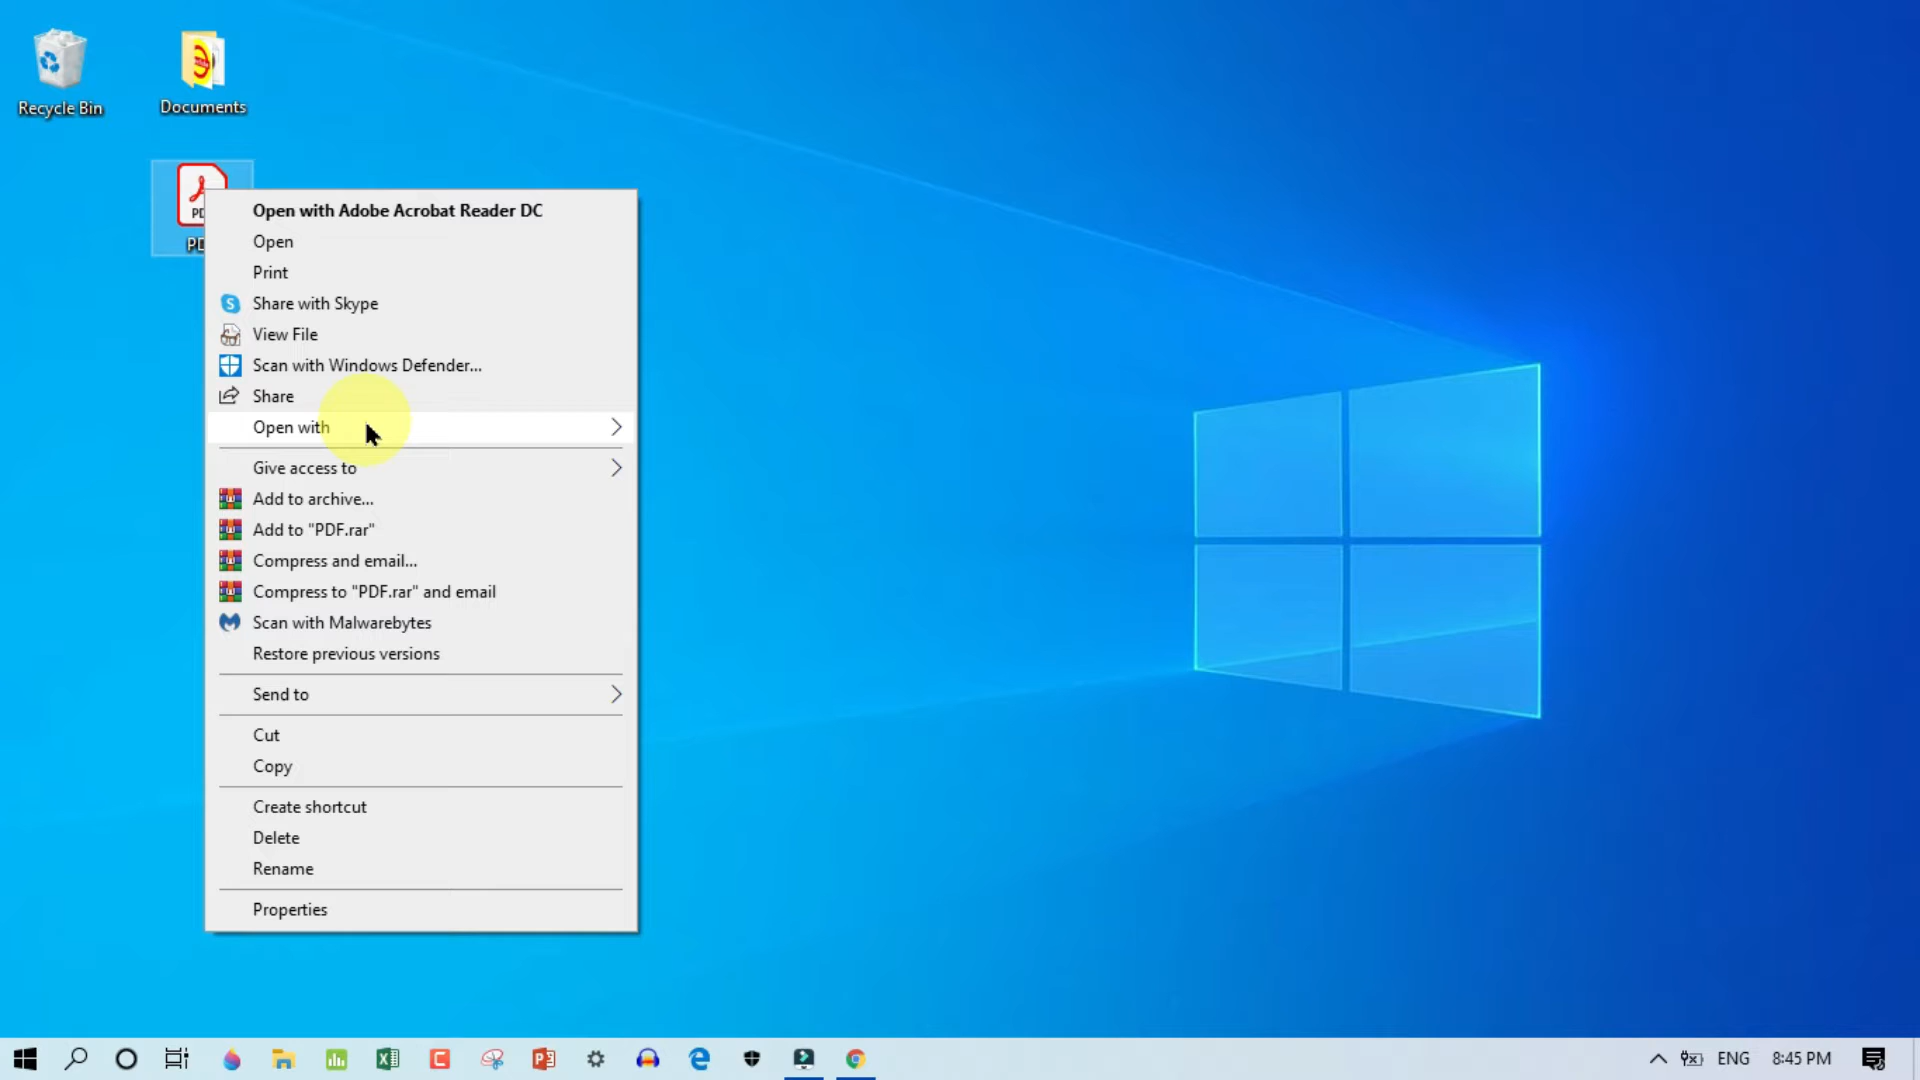 Recycle Bin
Documents
PD
PD
Open with Adobe Acrobat Reader DC
Open
Print
S
Share with Skype
View File
Scan with Windows Defender...
Share
Open with
Give access to
Add to archive...
Add to "PDF.rar"
Compress and email...
Compress to "PDF.rar" and email
Scan with Malwarebytes
Restore previous versions
Send to
Cut
Copy
Create shortcut
Delete
Rename
Properties
ENG
8:45 PM